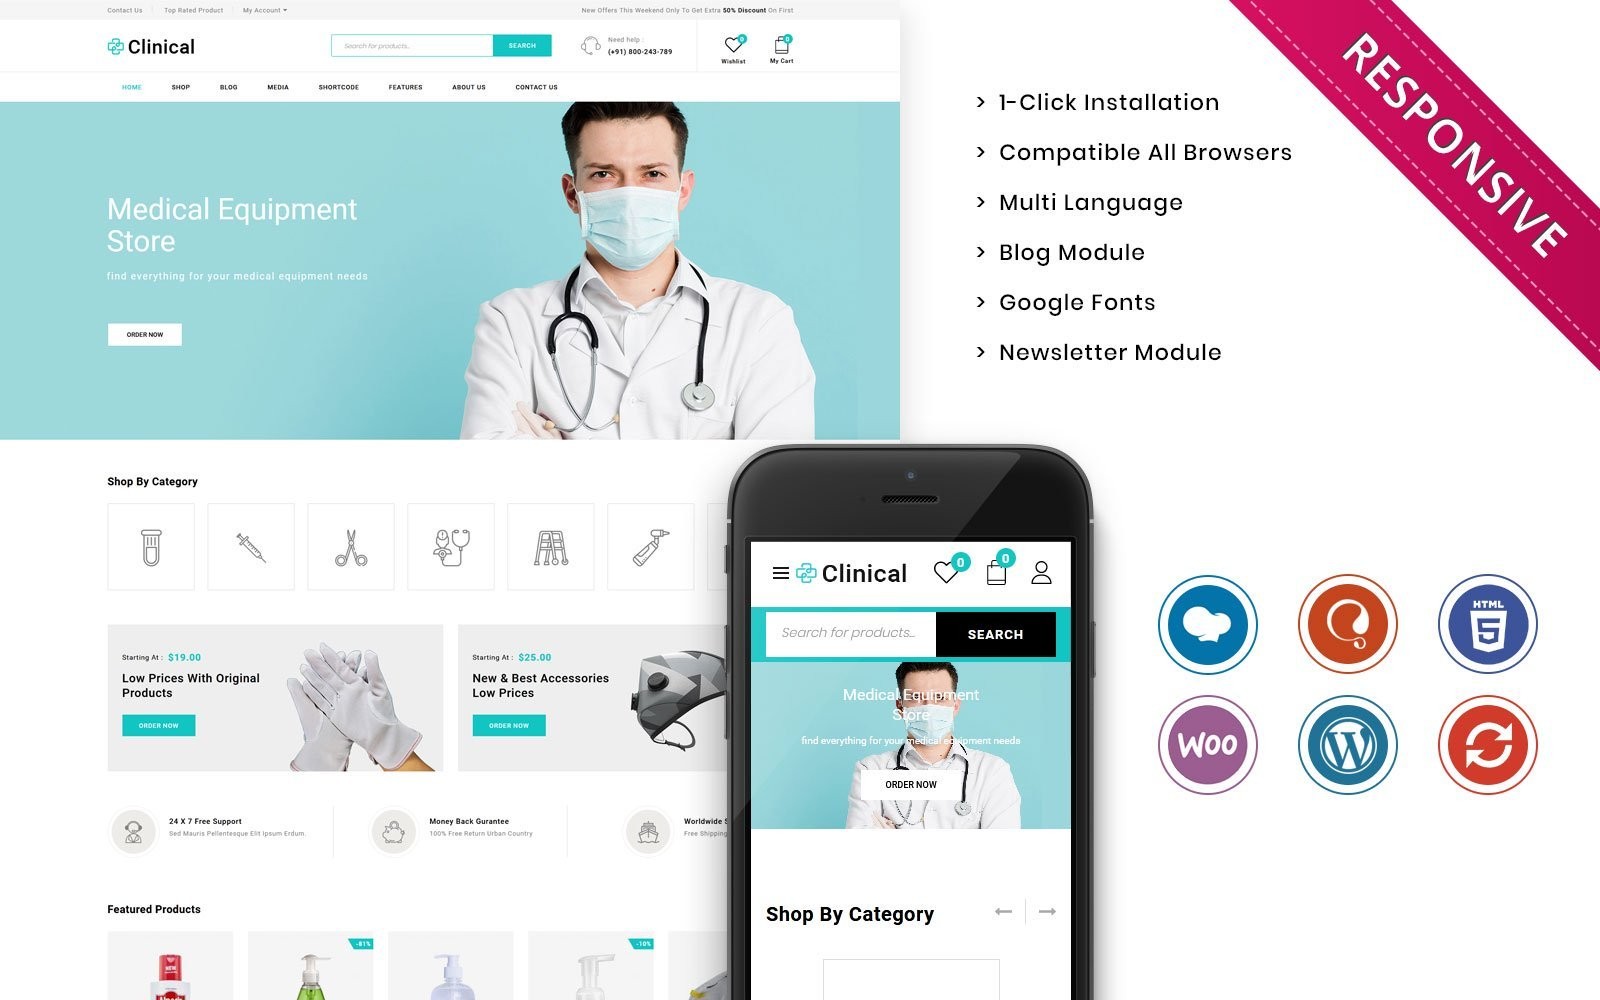 Contact Us
Top Rated Product
My Account
New Offers This Weekend Only To Get Extra 50% Discount On First
Clinical
Search for products...
SEARCH
Need help :
(+91) 800-243-789
0
Wishlist
0
My Cart
HOME
SHOP
BLOG
MEDIA
SHORTCODE
FEATURES
ABOUT US
CONTACT US
Medical Equipment
Store
find everything for your medical equipment needs
ORDER NOW
1-Click Installation
Compatible All Browsers
Multi Language
Blog Module
Google Fonts
Newsletter Module
RESPONSIVE
Shop By Category
Starting At : $19.00
Low Prices With Original
Products
ORDER NOW
Starting At : $25.00
New & Best Accessories
Low Prices
ORDER NOW
24 X 7 Free Support
Sed Mauris Pellentesque Elit Ipsum Erdum.
Money Back Gurantee
100% Free Return Urban Country
Worldwide S
Free Shipping
Featured Products
-81%
-10%
NEW
Clinical
0
0
Search for products...
SEARCH
Medical Equipment
Store
find everything for your medical equipment needs
ORDER NOW
Shop By Category
HTML
5
WOO
W